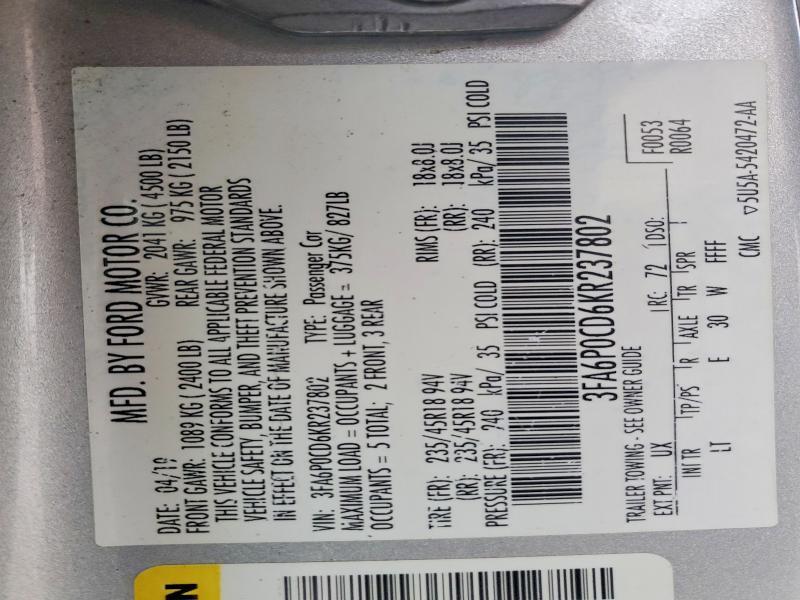 MFD. BY FORD MOTOR CO.
DATE: 04/19 GVWR: 2041 KG (4500 LB)
FRONT GAWR: 1089 KG (2400 LB) REAR GAWR: 975 KG (2150 LB)
THIS VEHICLE CONFORMS TO ALL APPLICABLE FEDERAL MOTOR
VEHICLE SAFETY, BUMPER, AND THEFT PREVENTION STANDARDS
IN EFFECT ON THE DATE OF MANUFACTURE SHOWN ABOVE.
VIN: 3FA6P0CD6KR237802 TYPE: Passenger Car
MAXIMUM LOAD = OCCUPANTS + LUGGAGE = 375KG/ 827LB
OCCUPANTS = 5 TOTAL; 2 FRONT, 3 REAR
TIRE (FR): 235/45R18 94V RIMS (FR): 18x8.0J
(RR): 235/45R18 94V (RR): 18x8.0J
PRESSURE (FR): 240 kPa/ 35 PSI COLD (RR): 240 kPa/ 35 PSI COLD
3FA6P0CD6KR237802
TRAILER TOWING - SEE OWNER GUIDE F0053
EXT PNT: UX RC: 72 DSO: R0064
INT TR TP/PS R AXLE TR SPR
LT E 30 W FFFF
CMC ▽5U5A-5420472-AA
N